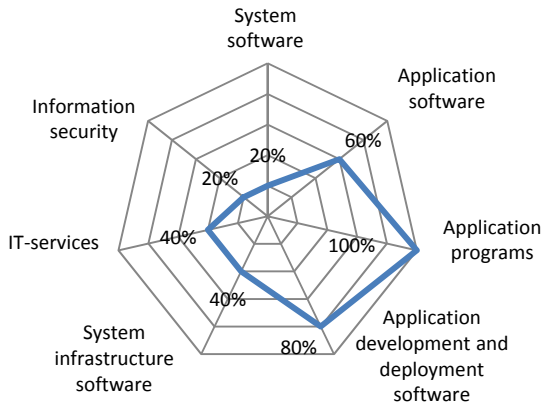 System
software
Application
software
Information
security
60%
20%
20%
Application
programs
IT-services
40%
100%
40%
System
infrastructure
software
80%
Application
development and
deployment
software